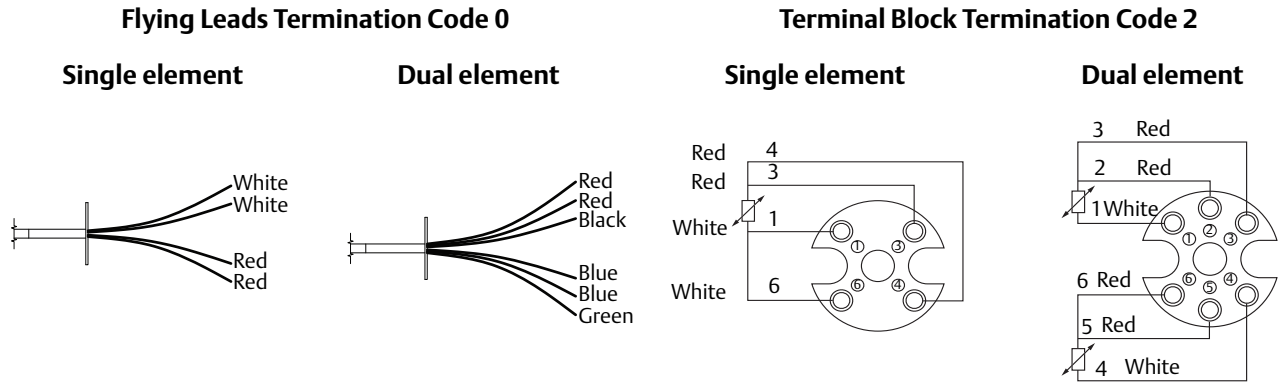 Flying Leads Termination Code 0
Single element
White
White
Red
Red
Dual element
Red
Red
Black
Blue
Blue
Green
Terminal Block Termination Code 2
Single element
Red 4
Red 3
White 1
White 6
1 3
6 4
Dual element
3 Red
2 Red
1 White
2
1 3
6 4
5
6 Red
5 Red
4 White